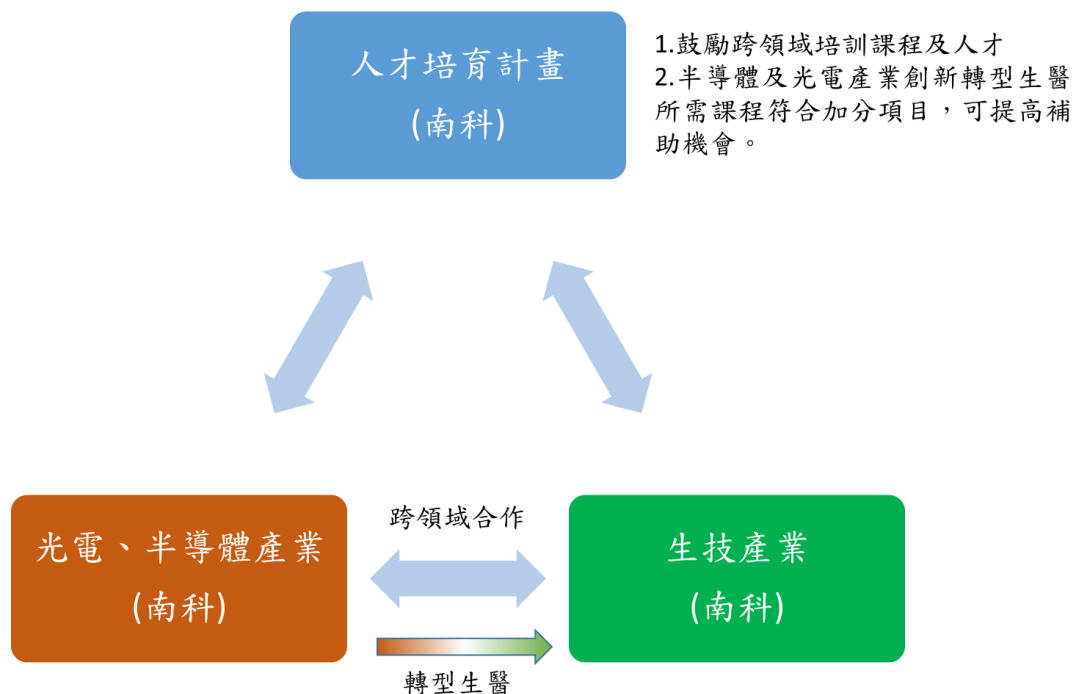 人才培育計畫
(南科)
1.鼓勵跨領域培訓課程及人才
2.半導體及光電產業創新轉型生醫
所需課程符合加分項目，可提高補
助機會。
光電、半導體產業
(南科)
跨領域合作
轉型生醫
生技產業
(南科)